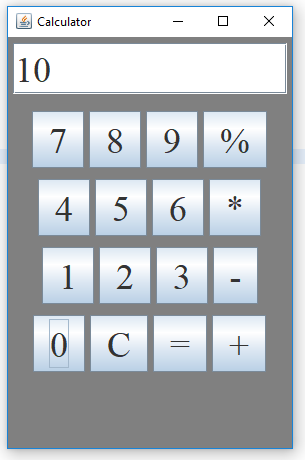 Calculator
10
7 8 9 %
4 5 6 *
1 2 3 -
0 C = +